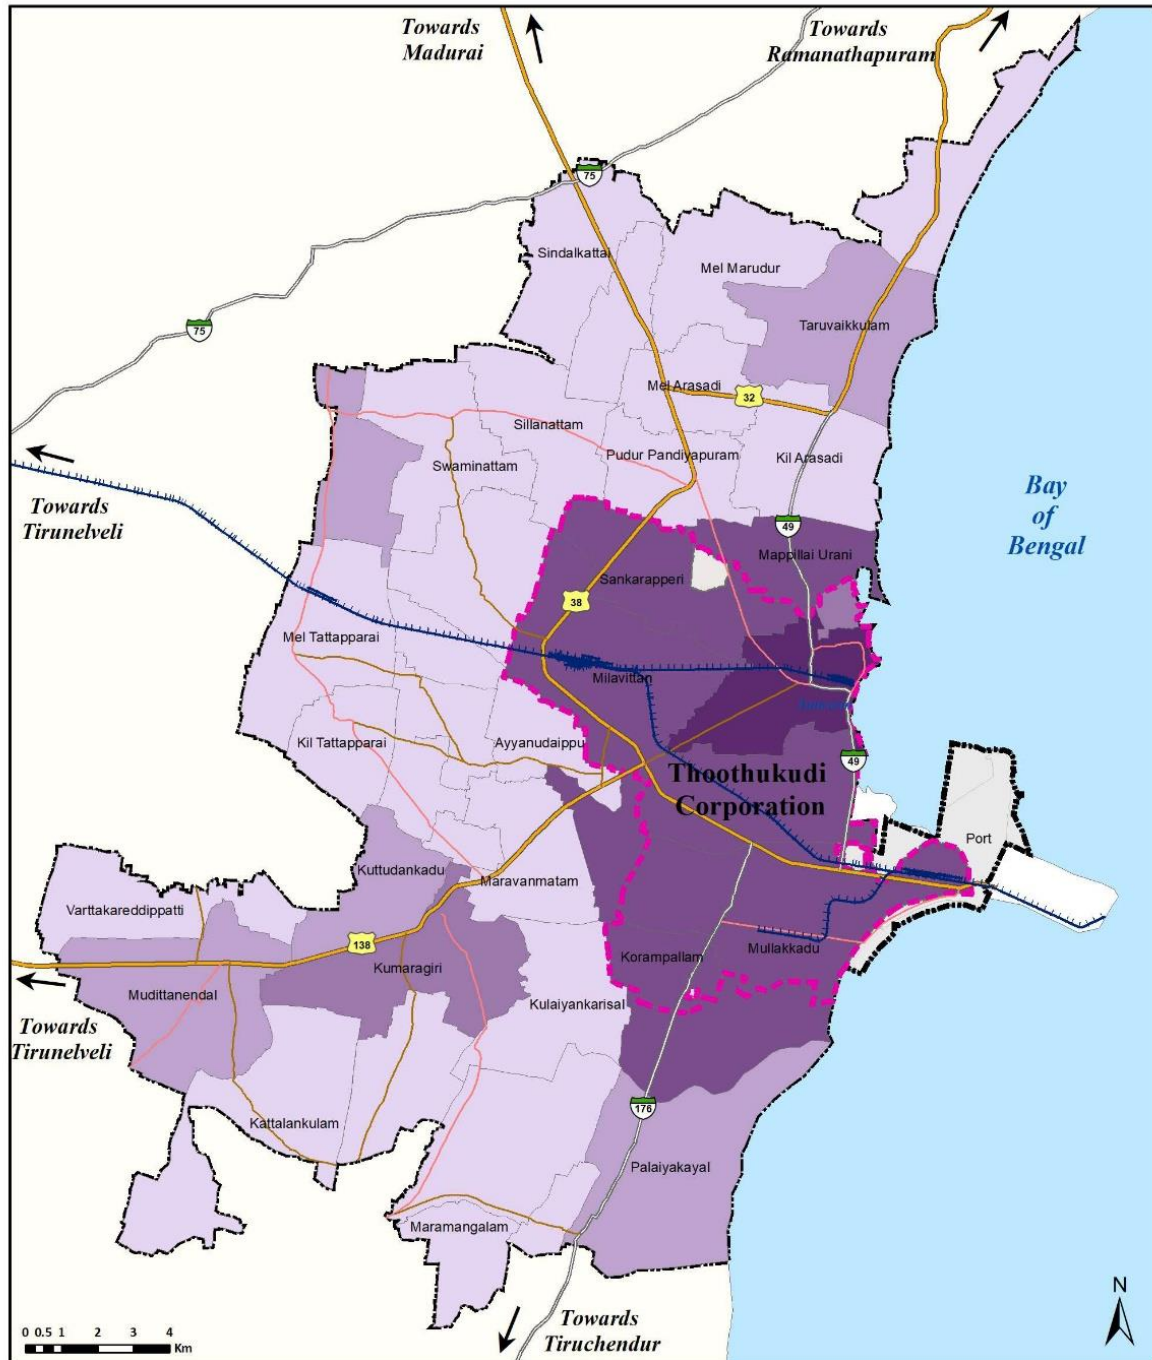 Towards
Madurai
Towards
Ramanathapuram
75
Sindalkattai
Mel Marudur
75
Taruvaikkulam
Mel Arasadi
32
Sillanattam
Swaminattam
Pudur Pandiyapuram
Kil Arasadi
Towards
Tirunelveli
Bay
of
Bengal
49
Mappillai Urani
Sankarapperi
38
Mel Tattapparai
Milavittan
Kil Tattapparai
Ayyanudaippu
49
Thoothukudi
Corporation
Port
Kuttudankadu
Maravanmatam
Varttakareddippatti
138
Kumaragiri
Korampallam
Mullakkadu
Mudittanendal
Kulaiyankarisal
Towards
Tirunelveli
176
Kattalankulam
Palaiyakayal
Maramangalam
N
Towards
Tiruchendur
0 0.5 1 2 3 4
Km